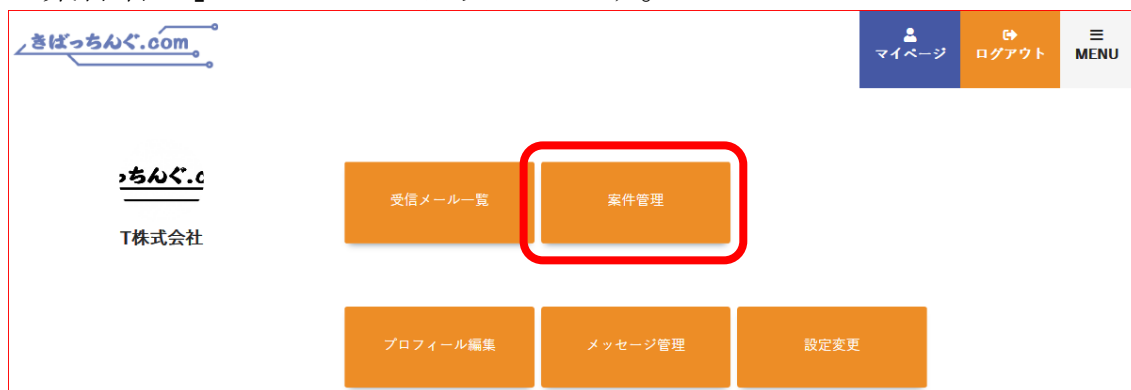 きばっちんぐ.com
マイページ
ログアウト
MENU
っちんぐ.c
T株式会社
受信メール一覧
案件管理
プロフィール編集
メッセージ管理
設定変更